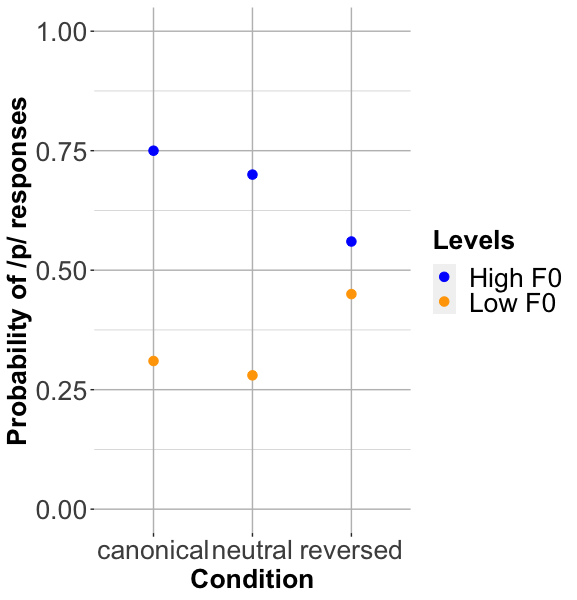 Probability of /p/ responses
1.00
0.75
0.50
0.25
0.00
canonical neutral reversed
Condition
Levels
High F0
Low F0